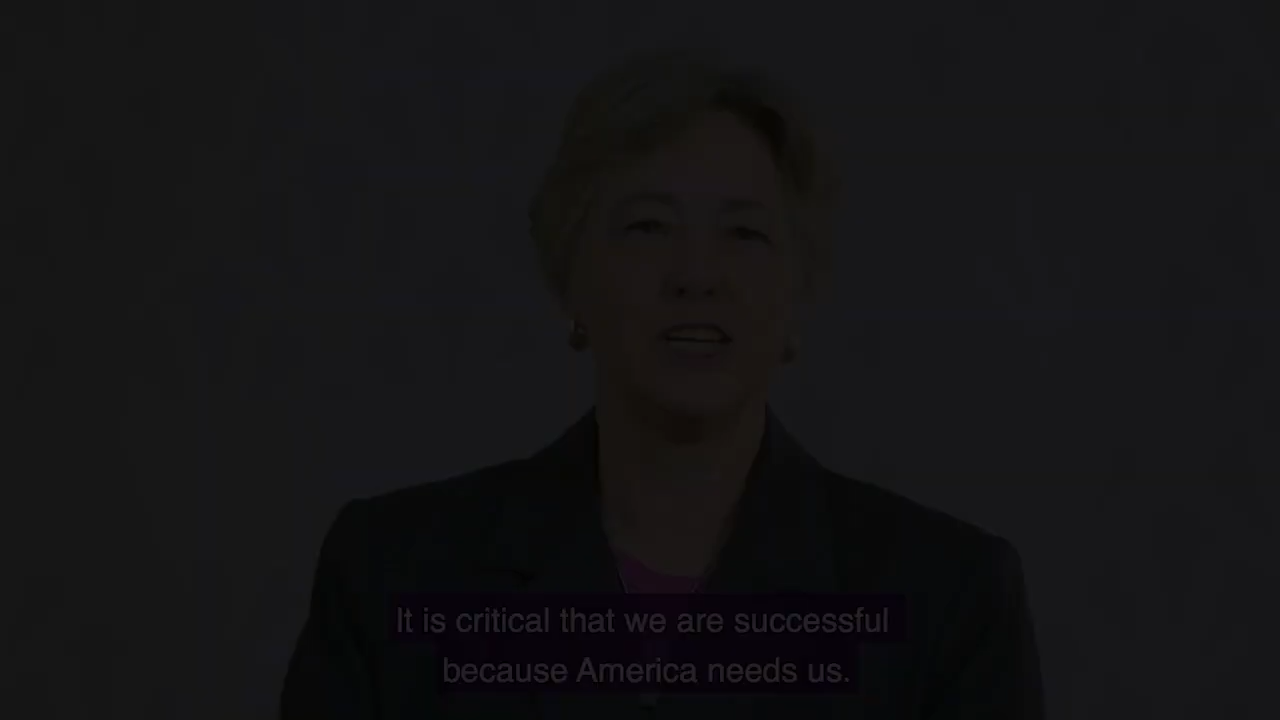 It is critical that we are successful
because America needs us.